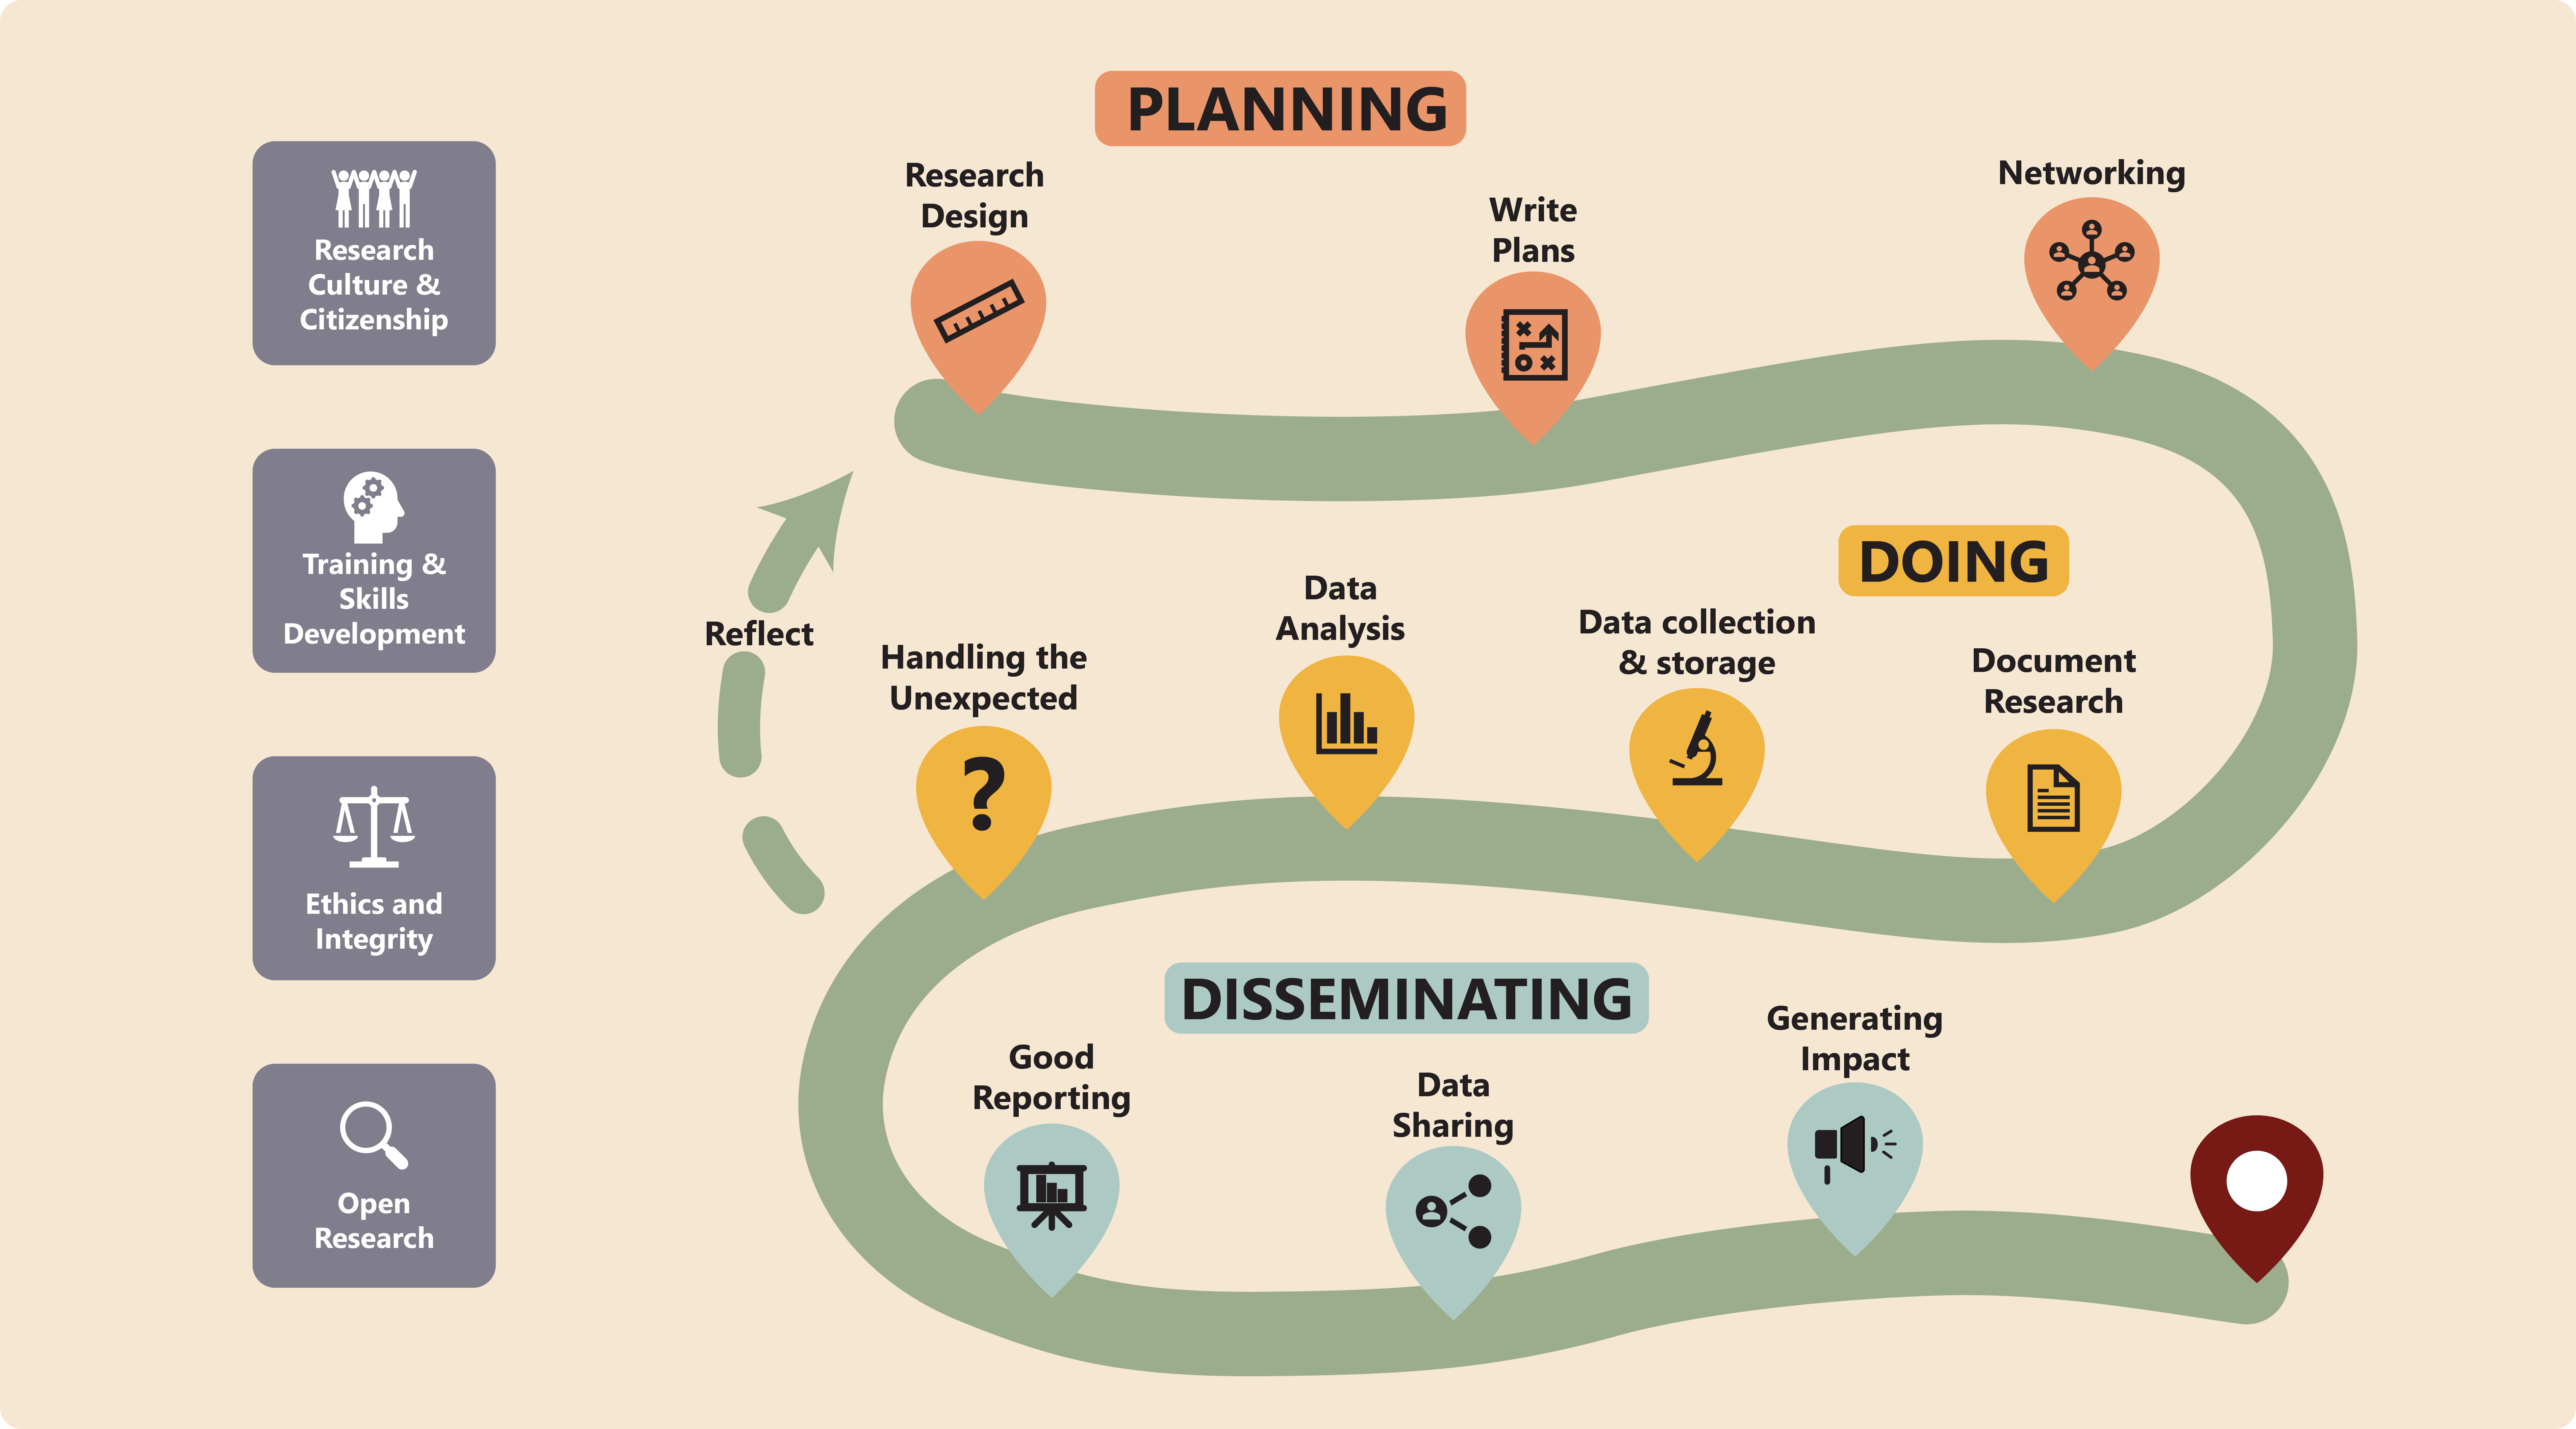 Research
Culture &
Citizenship
Training &
Skills
Development
Ethics and
Integrity
Open
Research
PLANNING
Research
Design
Write
Plans
Networking
DOING
Document
Research
Data collection
& storage
Data
Analysis
Handling the
Unexpected
?
Reflect
DISSEMINATING
Good
Reporting
Data
Sharing
Generating
Impact